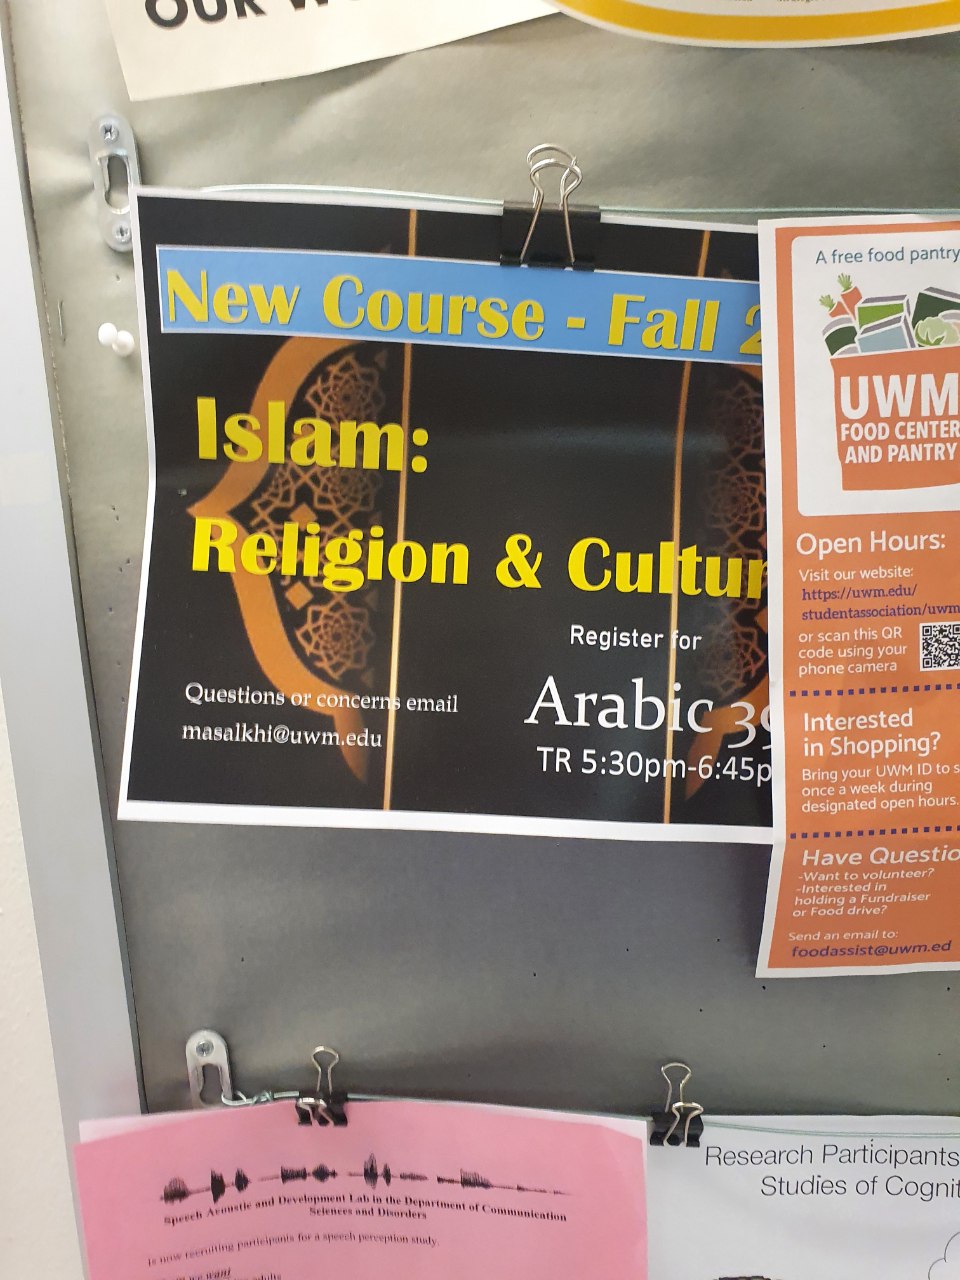 OUR
New Course - Fall
Islam:
Religion & Cultur
Register for
Arabic 39
TR 5:30pm-6:45p
Questions or concerns email
masalkhi@uwm.edu
A free food pantry
UWM
FOOD CENTER
AND PANTRY
Open Hours:
Visit our website:
https://uwm.edu/
studentassociation/uwm
or scan this QR
code using your
phone camera
Interested
in Shopping?
Bring your UWM ID to s
once a week during
designated open hours.
Have Questio
-Want to volunteer?
-Interested in
holding a Fundraiser
or Food drive?
Send an email to:
foodassist@uwm.ed
Speech Acoustic and Development Lab in the Department of Communication
Sciences and Disorders
Is now recruiting participants for a speech perception study.
we want
adults
Research Participants
Studies of Cognit